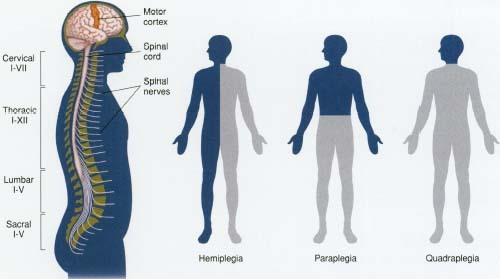 Motor
cortex
Spinal
cord
Cervical
I-VII
Spinal
nerves
Thoracic
I-XII
Lumbar
I-V
Sacral
I-V
Hemiplegia
Paraplegia
Quadraplegia